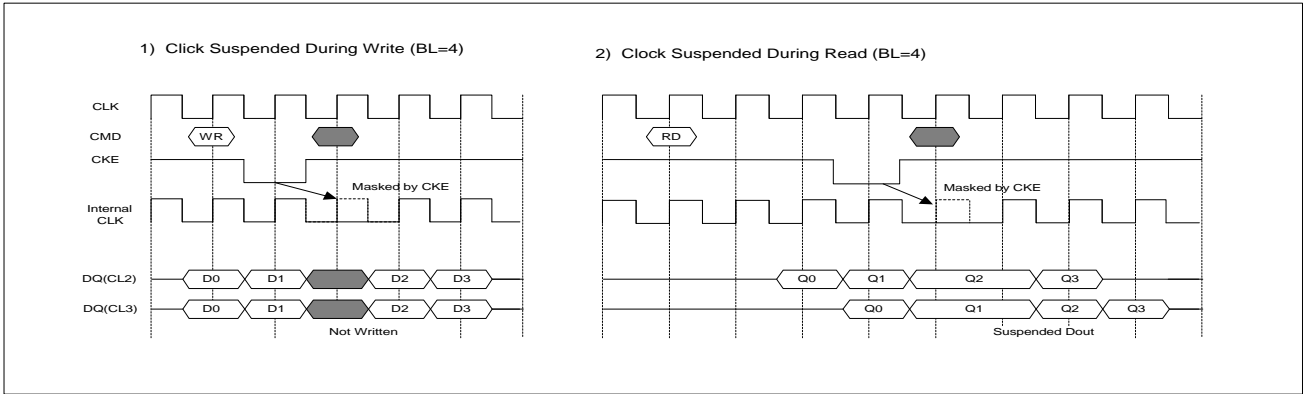 1) Click Suspended During Write (BL=4)
CLK
CMD
WR
CKE
Masked by CKE
Internal
CLK
DQ(CL2)
D0 D1 D2 D3
DQ(CL3)
D0 D1 D2 D3
Not Written
2) Clock Suspended During Read (BL=4)
RD
Masked by CKE
Q0 Q1 Q2 Q3
Q0 Q1 Q2 Q3
Suspended Dout